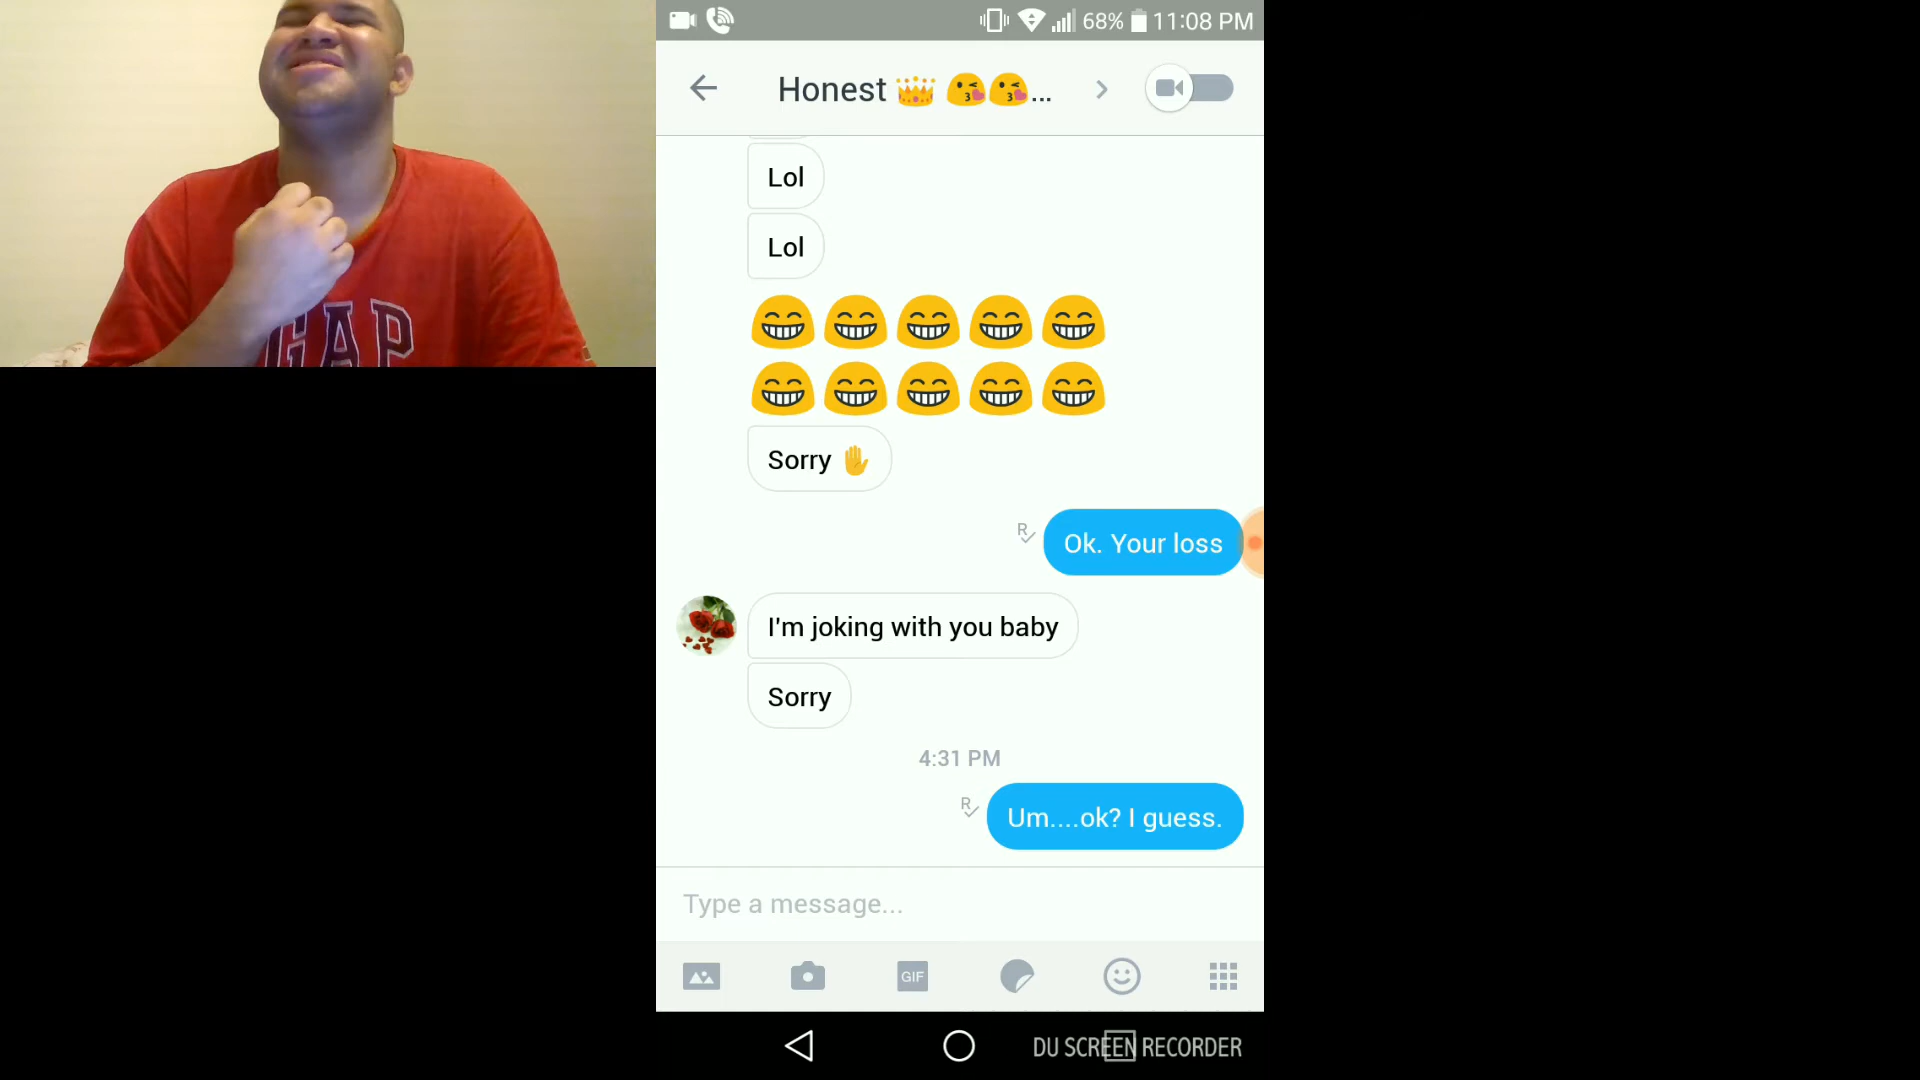 GAP
68% 11:08 PM
Honest 👑 😘😘...
Lol
Lol
😁😁😁😁😁
😁😁😁😁😁
Sorry ✋
R
Ok. Your loss
I'm joking with you baby
Sorry
4:31 PM
R
Um....ok? I guess.
Type a message...
GIF
DU SCREEN RECORDER